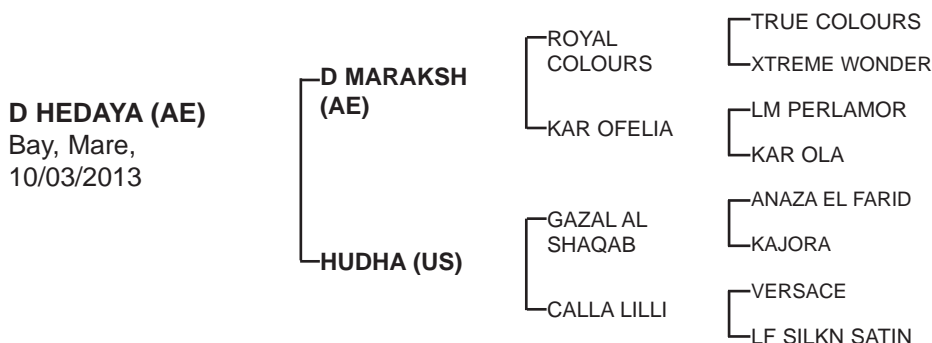 D HEDAYA (AE)
Bay, Mare,
10/03/2013
D MARAKSH
(AE)
HUDHA (US)
ROYAL
COLOURS
KAR OFELIA
GAZAL AL
SHAQAB
CALLA LILLI
TRUE COLOURS
XTREME WONDER
LM PERLAMOR
KAR OLA
ANAZA EL FARID
KAJORA
VERSACE
LF SILKN SATIN